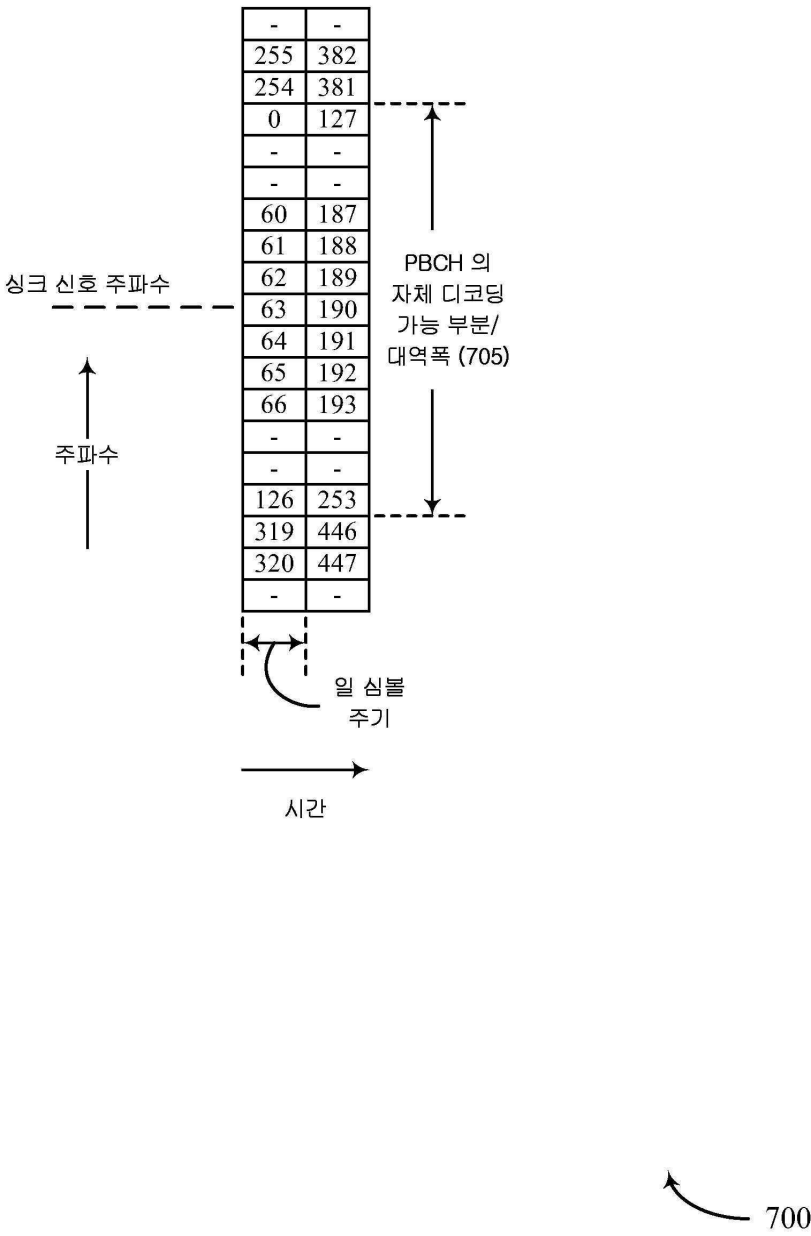 - -
255 382
254 381
0 127
- -
- -
60 187
61 188
62 189
63 190
64 191
65 192
66 193
- -
- -
126 253
319 446
320 447
- -
싱크 신호 주파수
주파수
PBCH 의
자체 디코딩
가능 부분/
대역폭 (705)
일 심볼
주기
시간
700